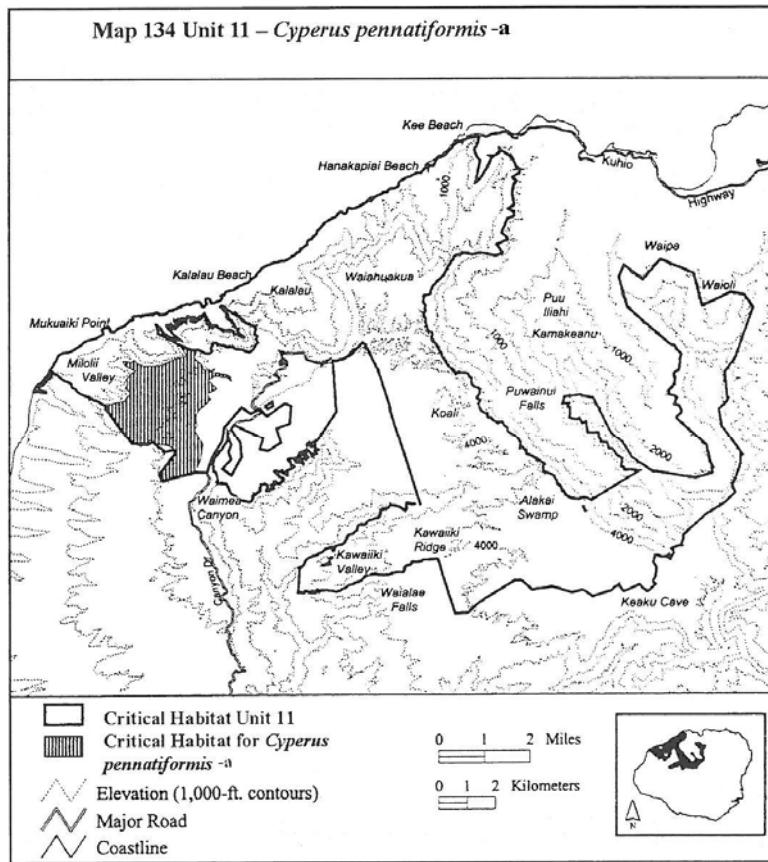 Map 134 Unit 11 – Cyperus pennatiformis -a
Kee Beach
Hanakapiai Beach
Kuhio
Highway
1000
Waipa
Kalalau Beach
Kalalau
Waiahuakua
Waioli
Mukuaiki Point
Puu
Iliahi
Kamakeanu
1000
1000
Milolii
Valley
Puwainui
Falls
Koali
4000
2000
Waimea
Canyon
Alakai
Swamp
2000
4000
Kawaiiki
Ridge
4000
Kawaiiki
Valley
Canyon Dr.
Waialae
Falls
Keaku Cave
Critical Habitat Unit 11
Critical Habitat for Cyperus
pennatiformis -a
Elevation (1,000-ft. contours)
Major Road
Coastline
0 1 2 Miles
0 1 2 Kilometers
N